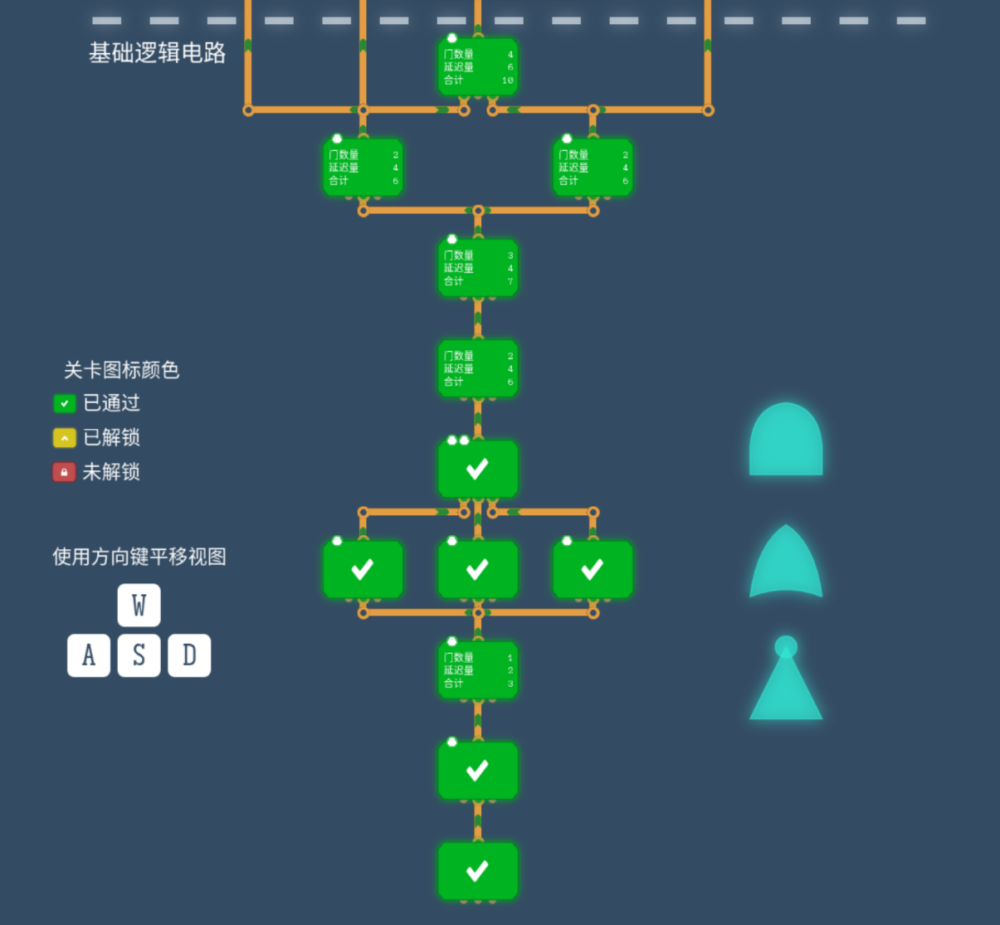 基础逻辑电路
门数量 4
延迟量 6
合计 10
门数量 2
延迟量 4
合计 6
门数量 2
延迟量 4
合计 6
门数量 3
延迟量 4
合计 7
门数量 2
延迟量 4
合计 6
关卡图标颜色
已通过
已解锁
未解锁
使用方向键平移视图
W
A S D
门数量 1
延迟量 2
合计 3